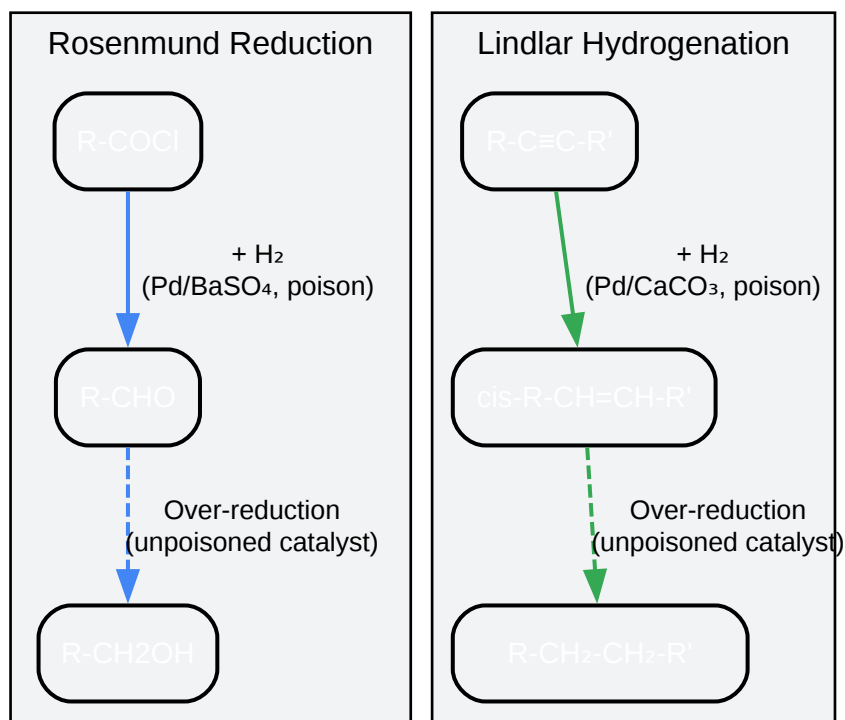 Rosenmund Reduction
R-COCl
+ H₂
(Pd/BaSO₄, poison)
R-CHO
Over-reduction
(unpoisoned catalyst)
R-CH2OH
Lindlar Hydrogenation
R-C≡C-R'
+ H₂
(Pd/CaCO₃, poison)
cis-R-CH=CH-R'
Over-reduction
(unpoisoned catalyst)
R-CH₂-CH₂-R'